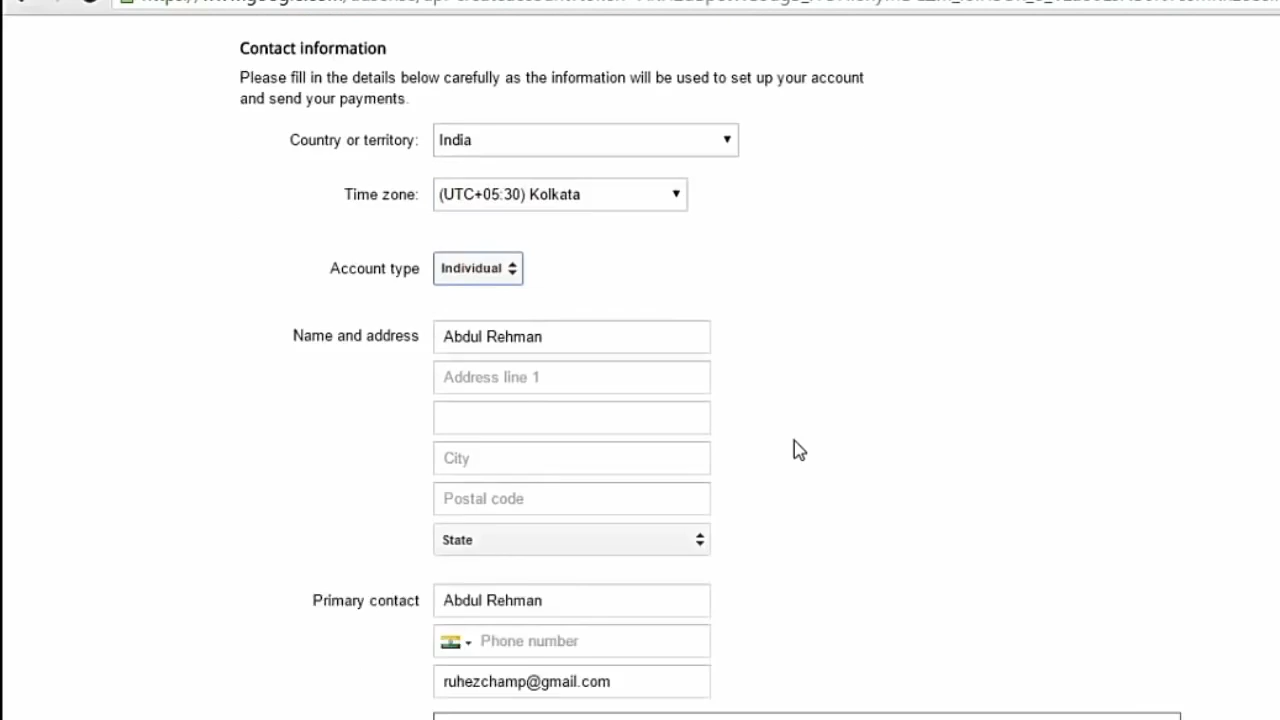 Contact information
Please fill in the details below carefully as the information will be used to set up your account
and send your payments.
Country or territory: India
Time zone: (UTC+05:30) Kolkata
Account type Individual
Name and address Abdul Rehman
Address line 1
City
Postal code
State
Primary contact Abdul Rehman
Phone number
ruhezchamp@gmail.com